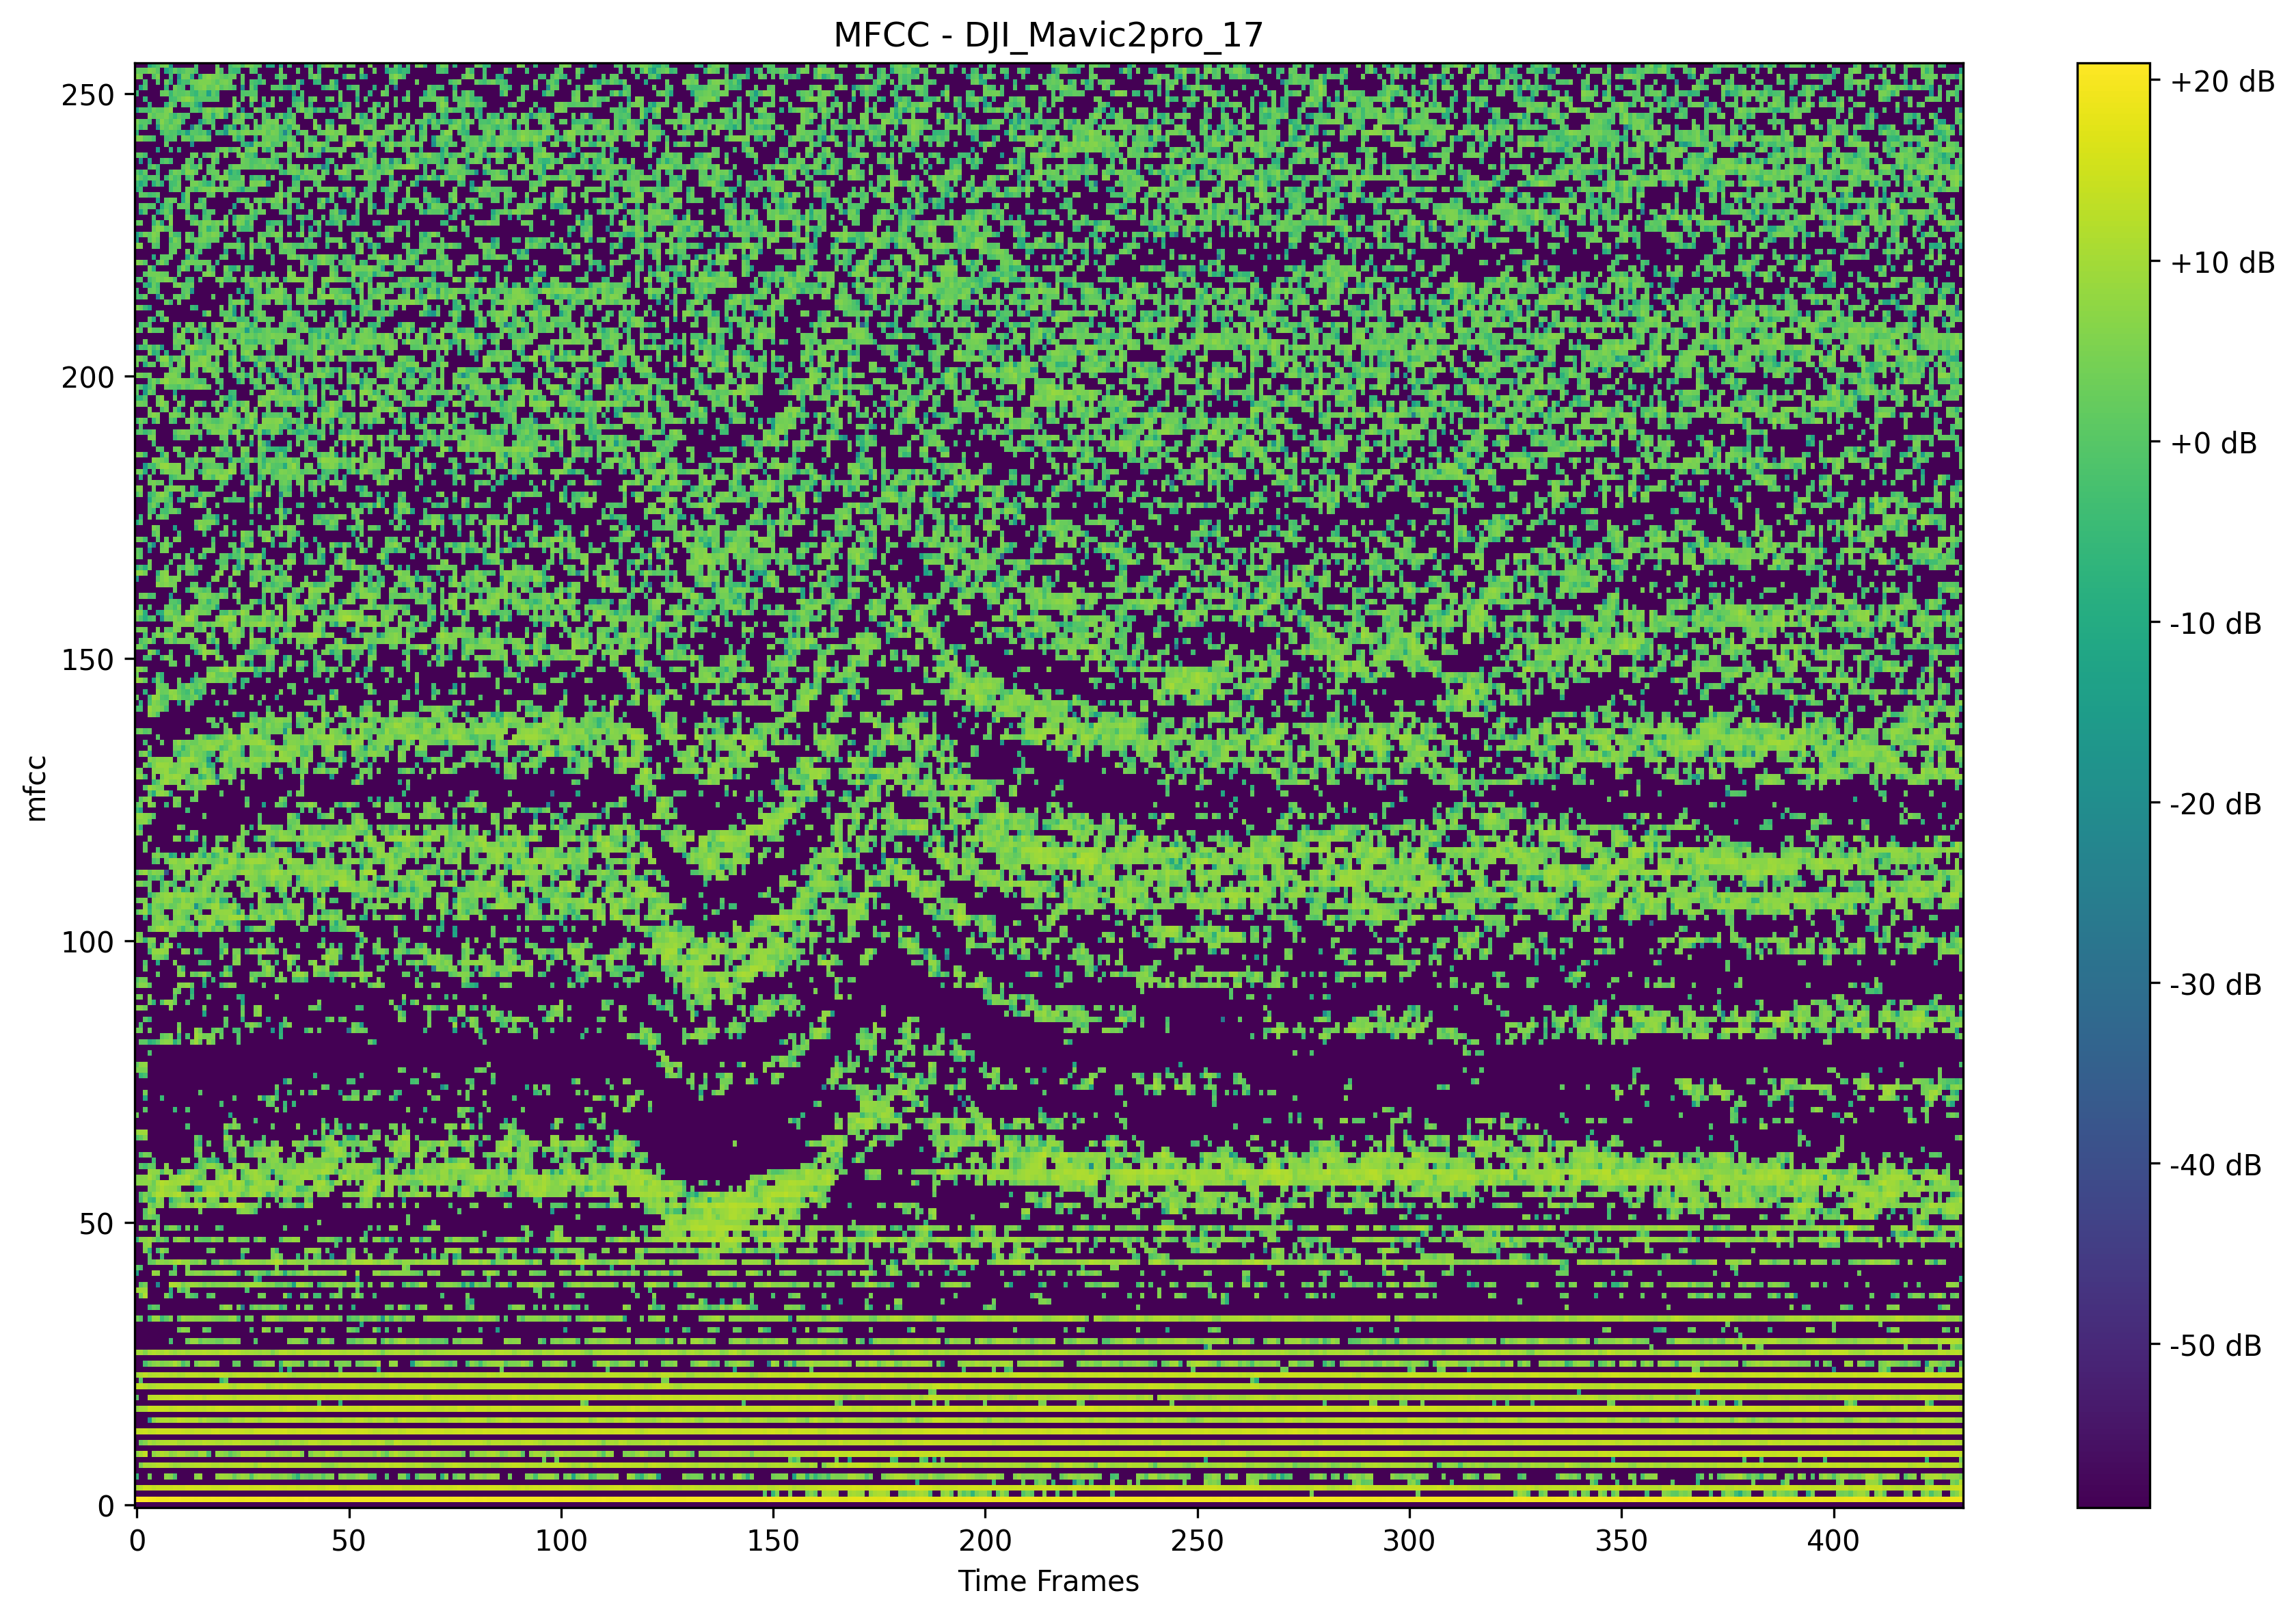 MFCC - DJI_Mavic2pro_17
250
200
150
100
50
0
mfcc
0 50 100 150 200 250 300 350 400
Time Frames
+20 dB
+10 dB
+0 dB
-10 dB
-20 dB
-30 dB
-40 dB
-50 dB